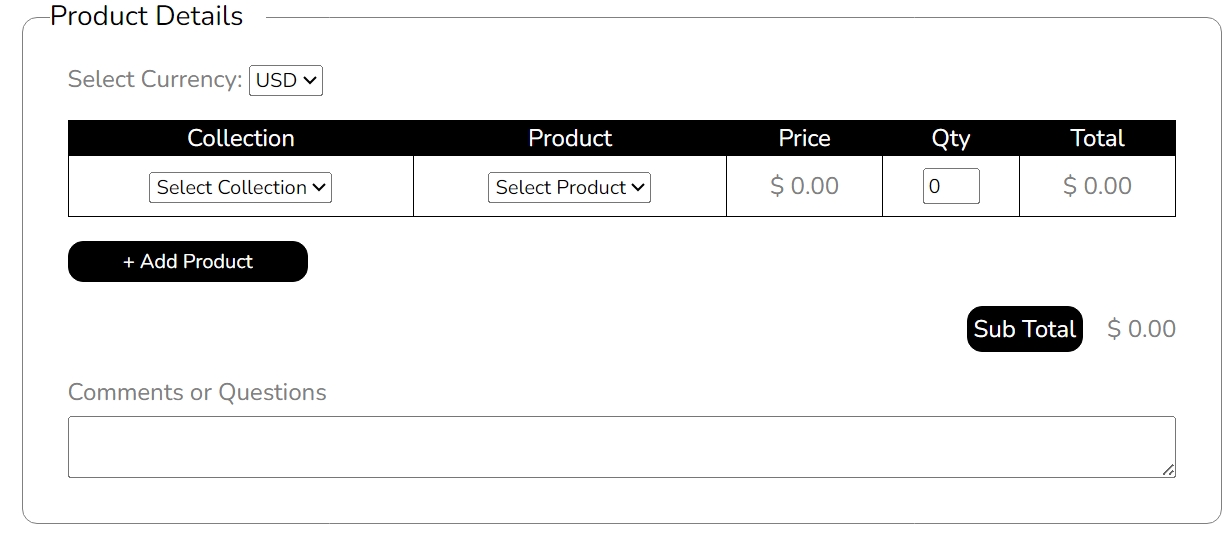 Product Details
Select Currency: USD
Collection Product Price Qty Total
Select Collection Select Product $ 0.00 0 $ 0.00
+ Add Product
Sub Total $ 0.00
Comments or Questions